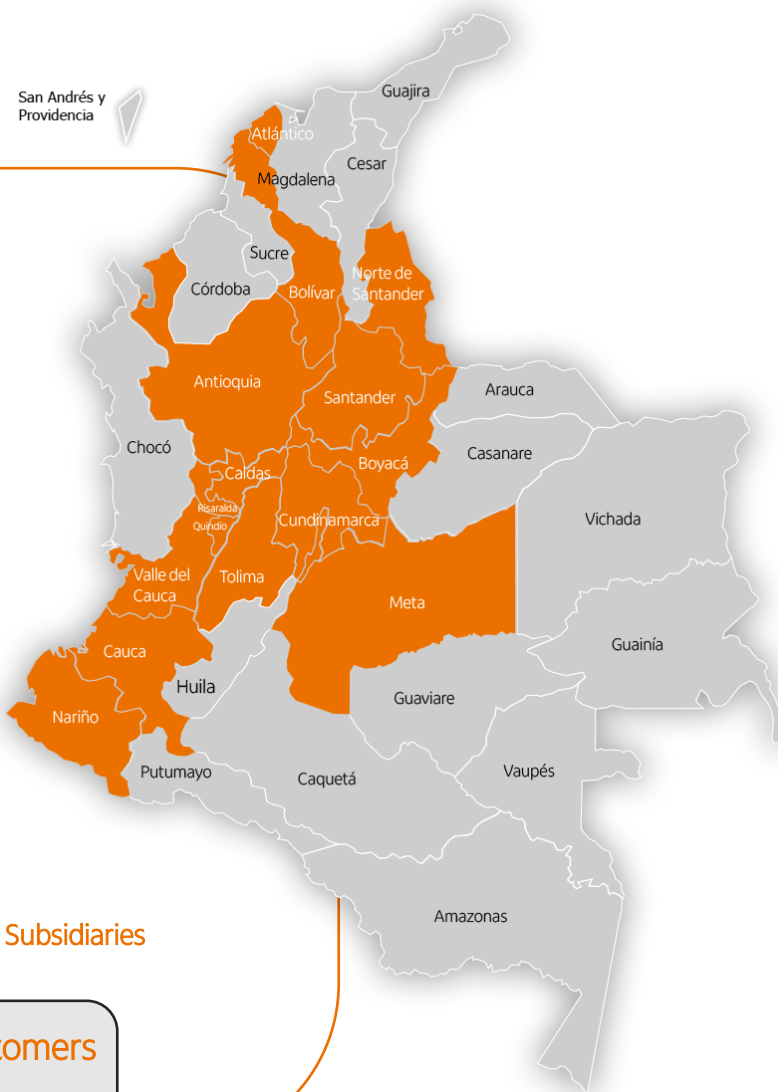 San Andrés y
Providencia
Guajira
Atlántico
Cesar
Magdalena
Sucre
Norte de
Santander
Córdoba
Bolívar
Antioquia
Santander
Arauca
Chocó
Boyacá
Casanare
Caldas
Risaralda
Quindío
Cundinamarca
Vichada
Valle del
Cauca
Tolima
Meta
Guainía
Cauca
Huila
Guaviare
Nariño
Putumayo
Caquetá
Vaupés
Amazonas
Subsidiaries
tomers